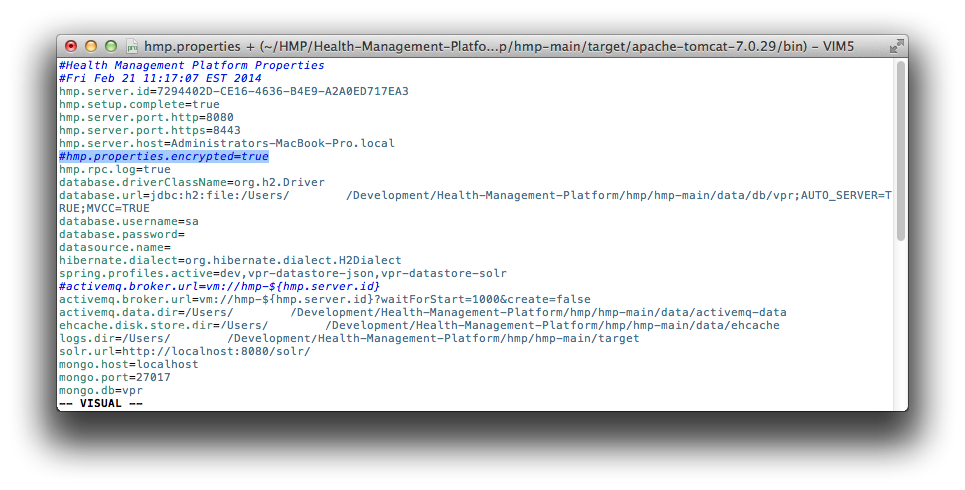 hmp.properties + (~/HMP/Health-Management-Platfo...p/hmp-main/target/apache-tomcat-7.0.29/bin) - VIM5
#Health Management Platform Properties
#Fri Feb 21 11:17:07 EST 2014
hmp.server.id=7294402D-CE16-4636-B4E9-A2A0ED717EA3
hmp.setup.complete=true
hmp.server.port.http=8080
hmp.server.port.https=8443
hmp.server.host=Administrators-MacBook-Pro.local
#hmp.properties.encrypted=true
hmp.rpc.log=true
database.driverClassName=org.h2.Driver
database.url=jdbc:h2:file:/Users/        /Development/Health-Management-Platform/hmp/hmp-main/data/db/vpr;AUTO_SERVER=T
RUE;MVCC=TRUE
database.username=sa
database.password=
datasource.name=
hibernate.dialect=org.hibernate.dialect.H2Dialect
spring.profiles.active=dev,vpr-datastore-json,vpr-datastore-solr
#activemq.broker.url=vm://hmp-${hmp.server.id}
activemq.broker.url=vm://hmp-${hmp.server.id}?waitForStart=1000&create=false
activemq.data.dir=/Users/        /Development/Health-Management-Platform/hmp/hmp-main/data/activemq-data
ehcache.disk.store.dir=/Users/        /Development/Health-Management-Platform/hmp/hmp-main/data/ehcache
logs.dir=/Users/        /Development/Health-Management-Platform/hmp/hmp-main/target
solr.url=http://localhost:8080/solr/
mongo.host=localhost
mongo.port=27017
mongo.db=vpr
-- VISUAL --